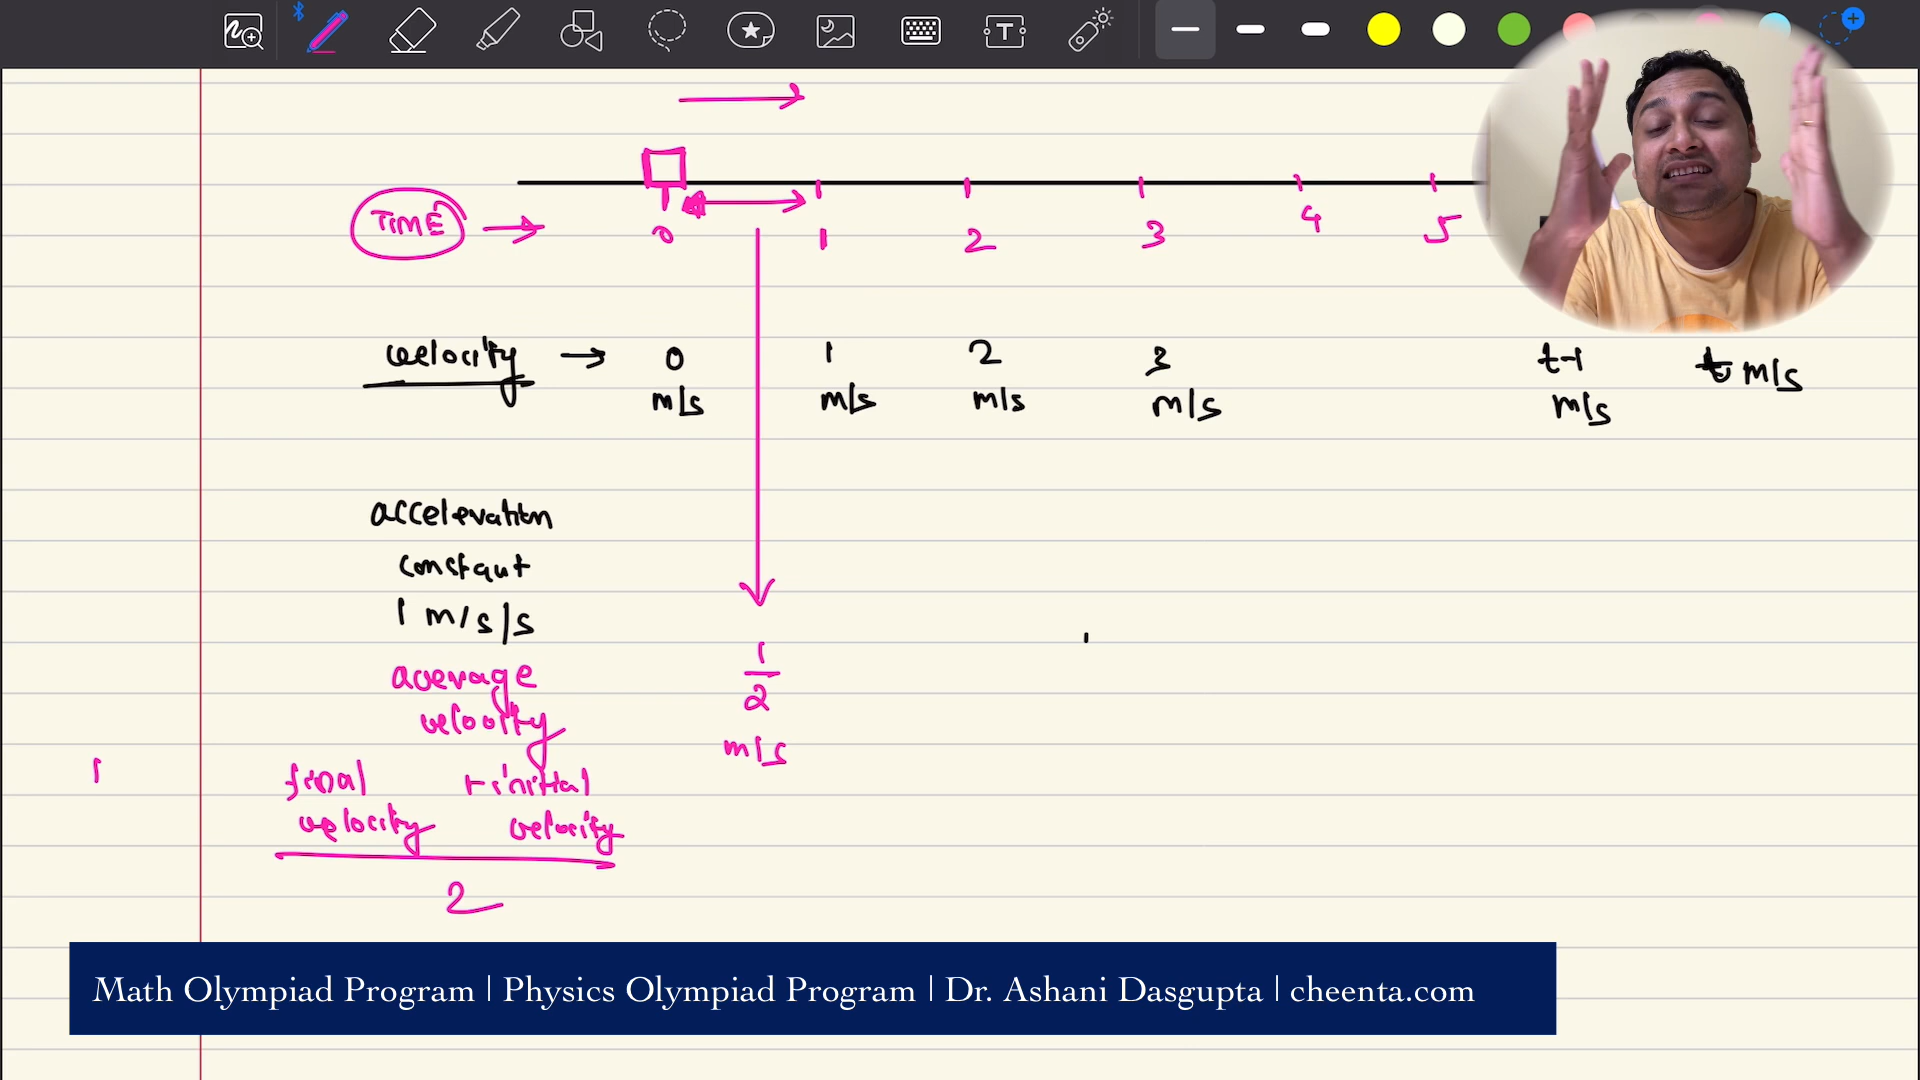 TIME → 0 1 2 3 4 5
velocity → 0 1 2 3 t-1 t m/s
m/s m/s m/s m/s m/s
acceleration
constant
1 m/s/s
average
velocity
1
2
m/s
1
final + initial
velocity velocity
2
Math Olympiad Program | Physics Olympiad Program | Dr. Ashani Dasgupta | cheenta.com